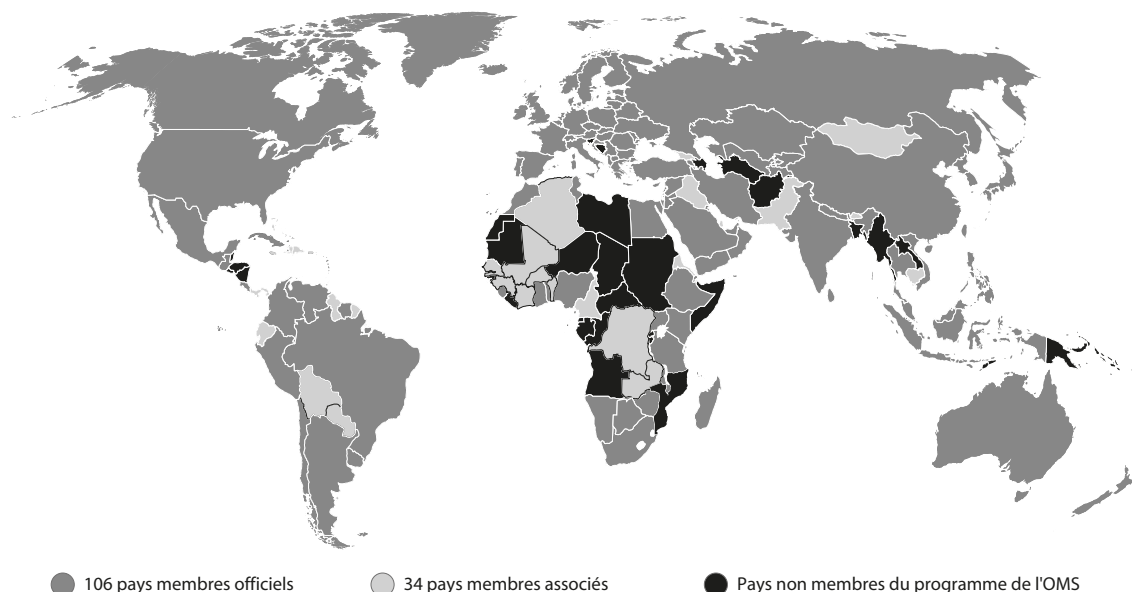 106 pays membres officiels
34 pays membres associés
Pays non membres du programme de l'OMS